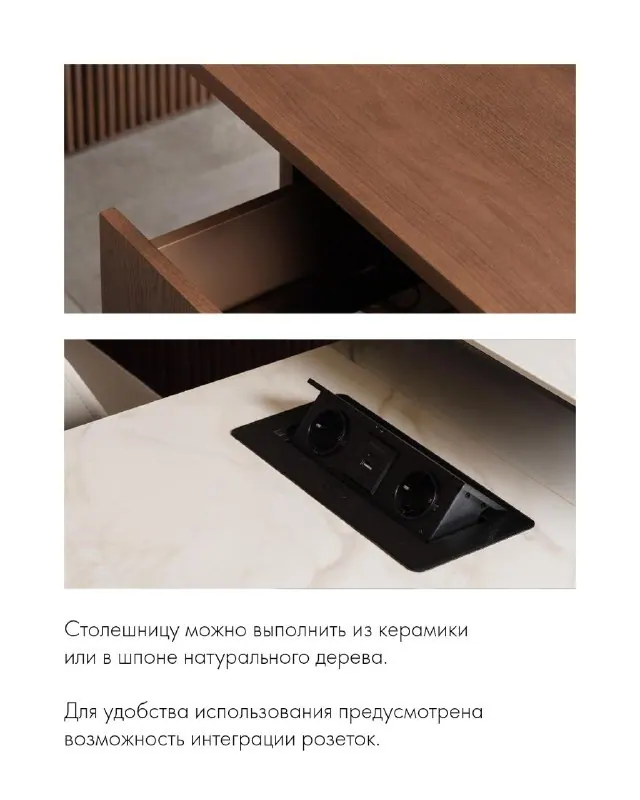 Столешницу можно выполнить из керамики
или в шпоне натурального дерева.
Для удобства использования предусмотрена
возможность интеграции розеток.